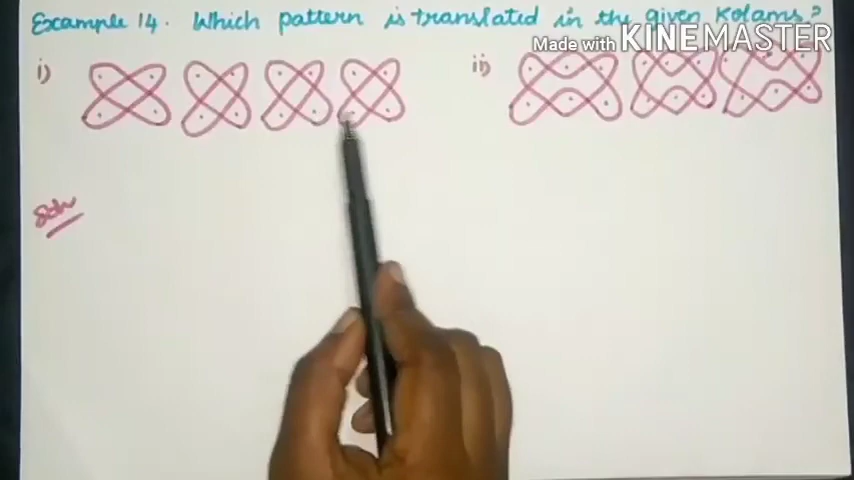 Example 14. Which pattern is translated in the given Kolams?
Made with KINEMASTER
i)
ii)
Soln